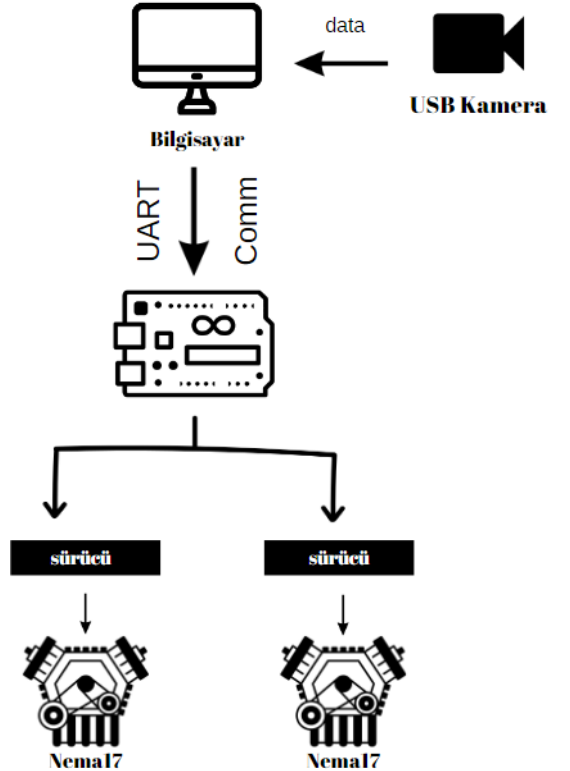 data
USB Kamera
Bilgisayar
UART
Comm
sürücü
sürücü
Nema17
Nema17